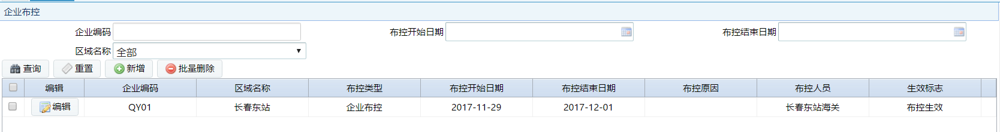 企业布控
企业编码 布控开始日期 布控结束日期
区域名称 全部
查询 重置 新增 批量删除
编辑 企业编码 区域名称 布控类型 布控开始日期 布控结束日期 布控原因 布控人员 生效标志
编辑 QY01 长春东站 企业布控 2017-11-29 2017-12-01 长春东站海关 布控生效